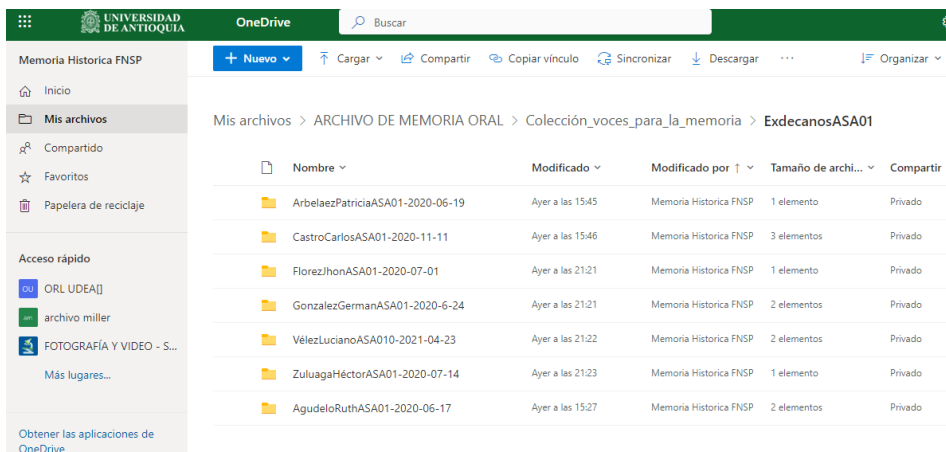 UNIVERSIDAD
DE ANTIOQUIA
OneDrive
Buscar
Memoria Historica FNSP
Inicio
Mis archivos
Compartido
Favoritos
Papelera de reciclaje
Acceso rápido
OU ORL UDEA[]
am archivo miller
FOTOGRAFÍA Y VIDEO - S...
Más lugares...
Obtener las aplicaciones de
OneDrive
+ Nuevo Cargar Compartir Copiar vínculo Sincronizar Descargar ... Organizar
Mis archivos > ARCHIVO DE MEMORIA ORAL > Colección_voces_para_la_memoria > ExdecanosASA01
Nombre Modificado Modificado por ↑ Tamaño de archi... Compartir
ArbelaezPatriciaASA01-2020-06-19 Ayer a las 15:45 Memoria Historica FNSP 1 elemento Privado
CastroCarlosASA01-2020-11-11 Ayer a las 15:46 Memoria Historica FNSP 3 elementos Privado
FlorezJhonASA01-2020-07-01 Ayer a las 21:21 Memoria Historica FNSP 1 elemento Privado
GonzalezGermanASA01-2020-6-24 Ayer a las 21:21 Memoria Historica FNSP 2 elementos Privado
VélezLucianoASA010-2021-04-23 Ayer a las 21:22 Memoria Historica FNSP 2 elementos Privado
ZuluagaHéctorASA01-2020-07-14 Ayer a las 21:23 Memoria Historica FNSP 1 elemento Privado
AgudeloRuthASA01-2020-06-17 Ayer a las 15:27 Memoria Historica FNSP 2 elementos Privado